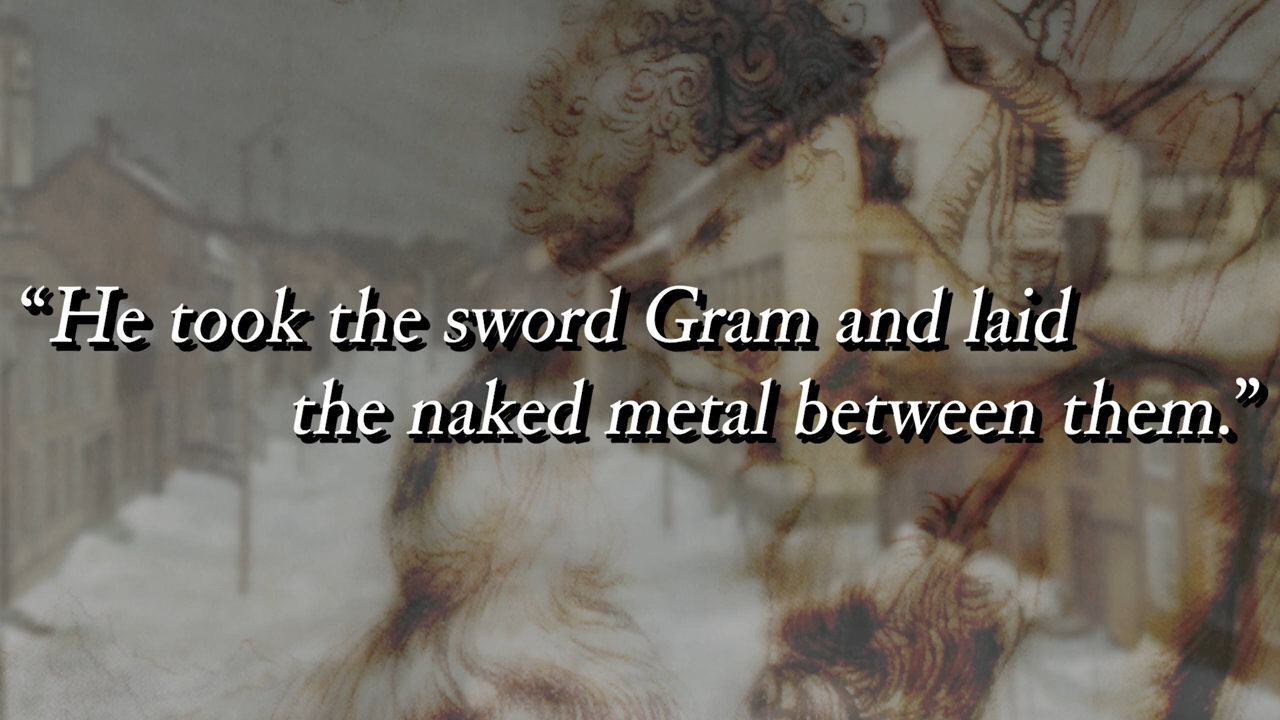 “He took the sword Gram and laid
the naked metal between them.”